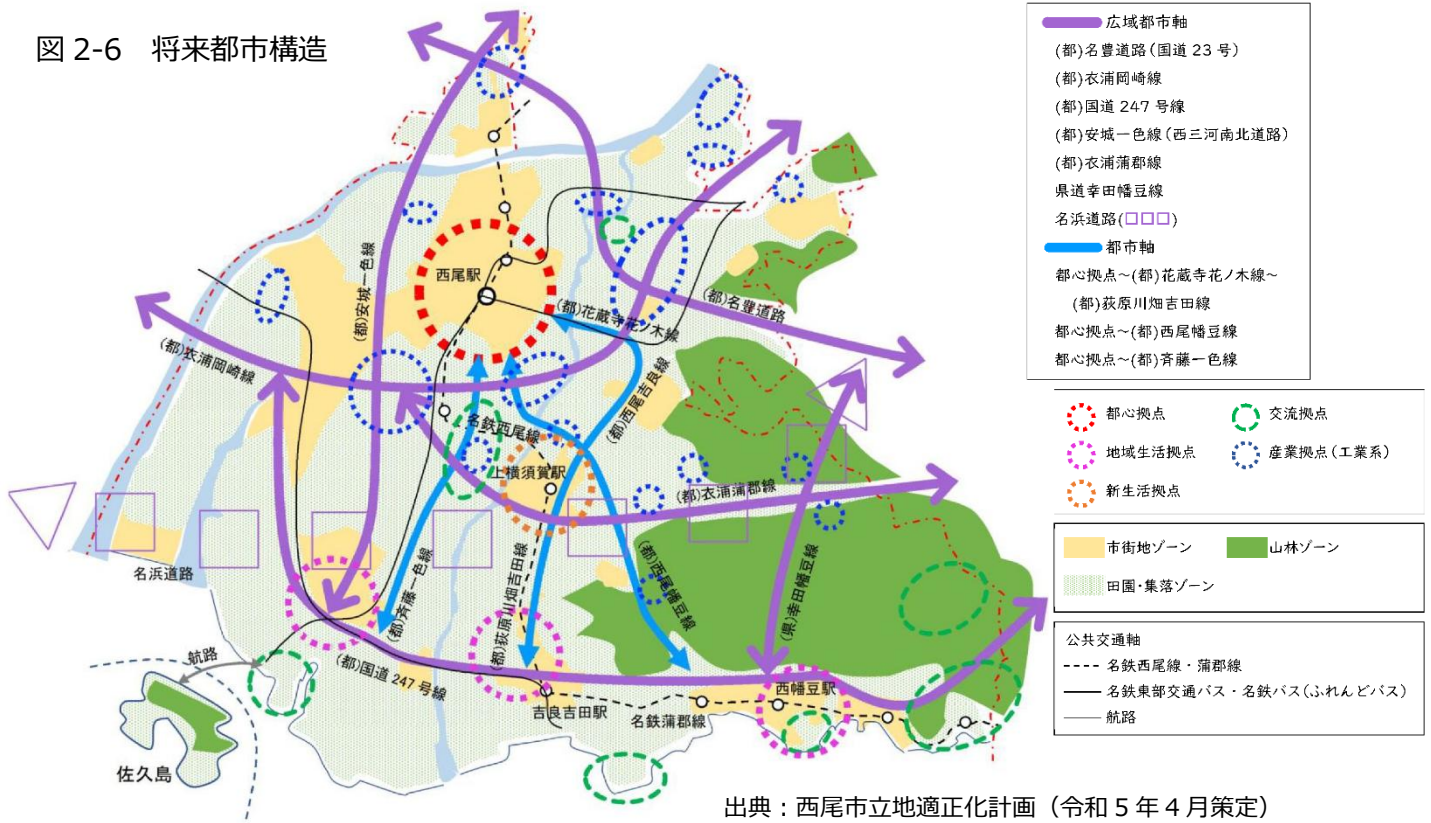 図 2-6　将来都市構造
広域都市軸
(都)名豊道路(国道 23 号)
(都)衣浦岡崎線
(都)国道 247 号線
(都)安城一色線(西三河南北道路)
(都)衣浦蒲郡線
県道幸田幡豆線
名浜道路(□□□)
都市軸
都心拠点～(都)花蔵寺花ノ木線～
(都)荻原川畑吉田線
都心拠点～(都)西尾幡豆線
都心拠点～(都)斉藤一色線
都心拠点
交流拠点
地域生活拠点
産業拠点(工業系)
新生活拠点
市街地ゾーン
山林ゾーン
田園・集落ゾーン
公共交通軸
名鉄西尾線・蒲郡線
名鉄東部交通バス・名鉄バス(ふれんどバス)
航路
西尾駅
(都)安城一色線
(都)花蔵寺花ノ木線
(都)名豊道路
(都)衣浦岡崎線
(都)西尾吉良線
名鉄西尾線
上横須賀駅
(都)衣浦蒲郡線
名浜道路
(都)斉藤一色線
(都)荻原川畑吉田線
(都)西尾幡豆線
(県)幸田幡豆線
航路
(都)国道 247 号線
吉良吉田駅
名鉄蒲郡線
西幡豆駅
佐久島
出典：西尾市立地適正化計画（令和 5 年 4 月策定）